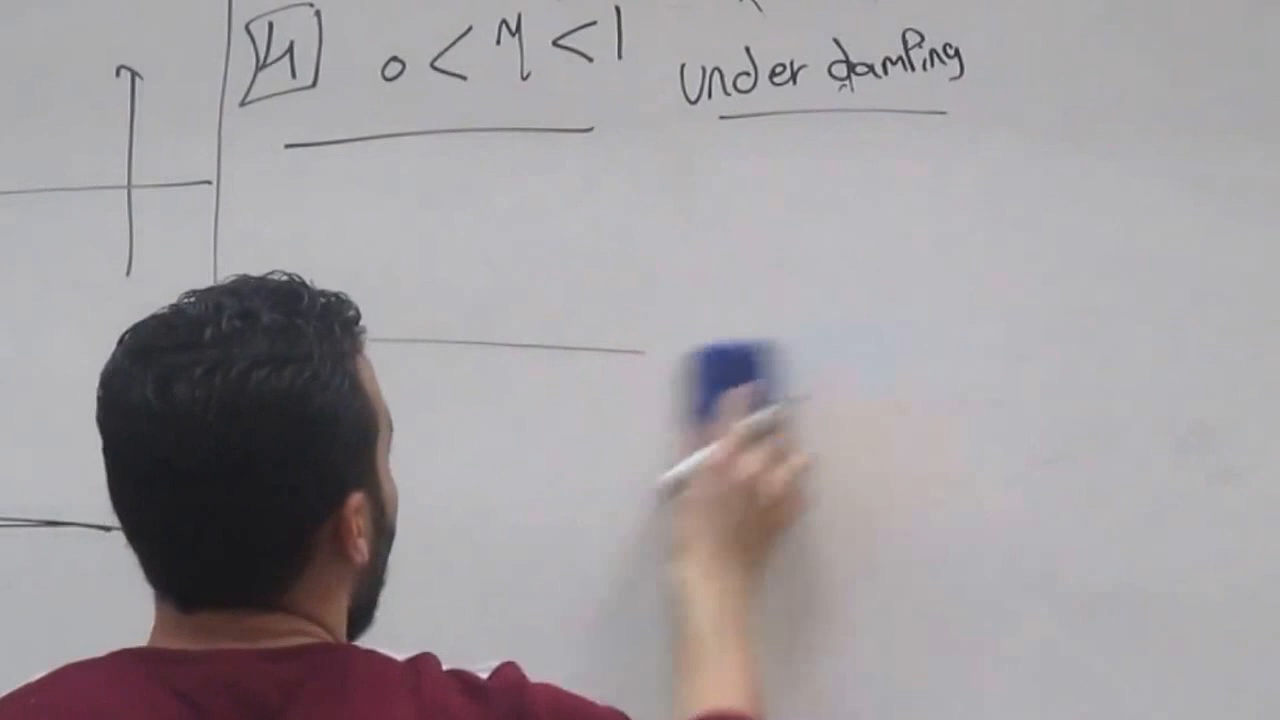 4 0 < η < 1 under damping